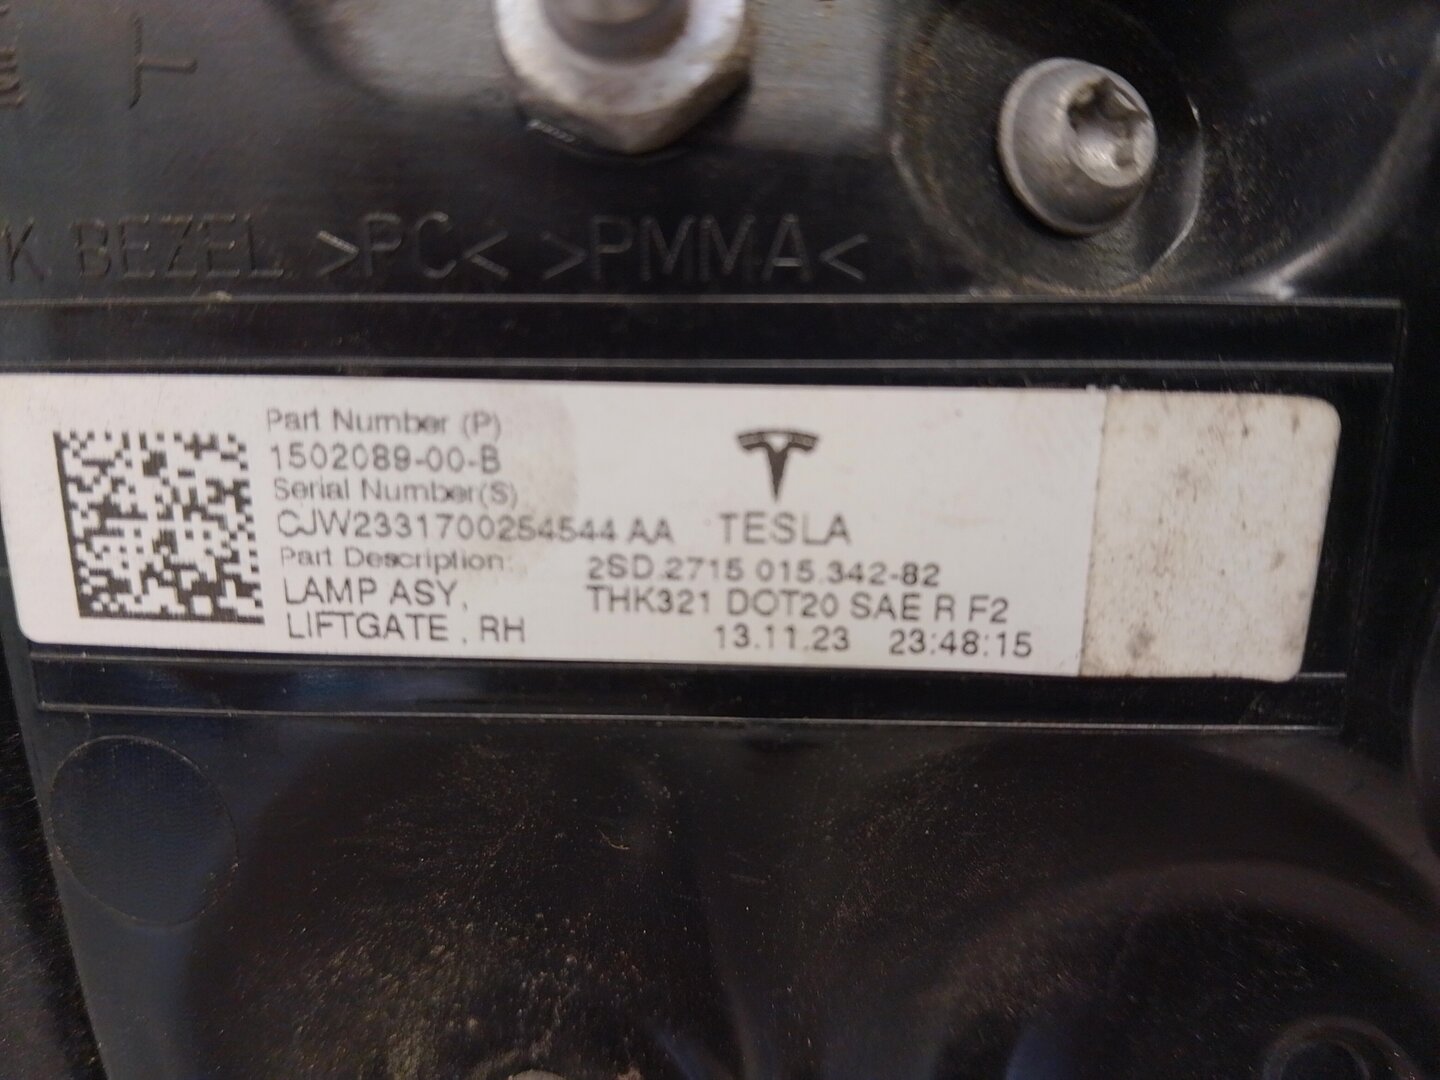 K BEZEL >PC< >PMMA<
Part Number (P)
1502089-00-B
Serial Number(S)
CJW2331700254544 AA
Part Description:
LAMP ASY,
LIFTGATE , RH
TESLA
2SD.2715 015.342-82
THK321 DOT20 SAE R F2
13.11.23 23:48:15